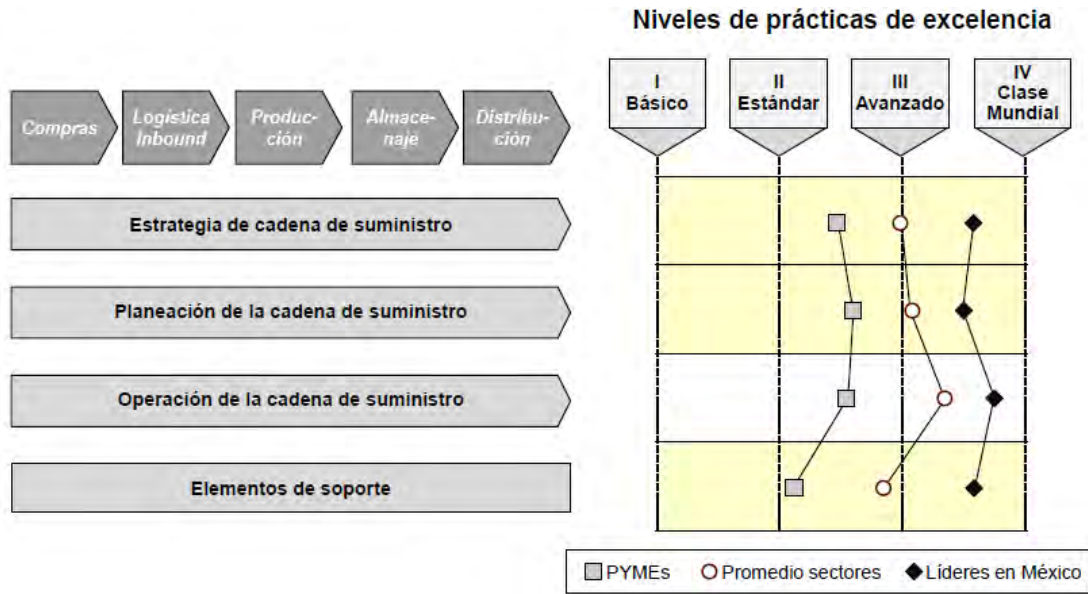 Niveles de prácticas de excelencia
I
Básico
II
Estándar
III
Avanzado
IV
Clase
Mundial
Compras
Logística
Inbound
Produc-
ción
Almace-
naje
Distribu-
ción
Estrategia de cadena de suministro
Planeación de la cadena de suministro
Operación de la cadena de suministro
Elementos de soporte
PYMEs
Promedio sectores
Líderes en México